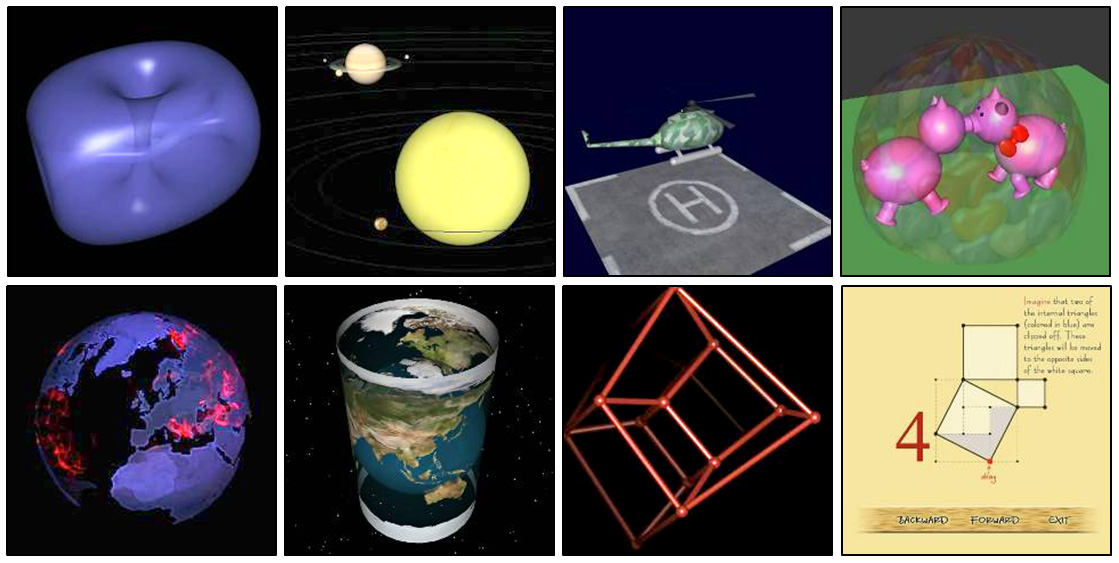 H
Imagine that two of
the internal triangles
(colored in blue) are
clipped off. These
triangles will be moved
to the opposite sides
of the white square.
4
drag
BACKWARD FORWARD EXIT